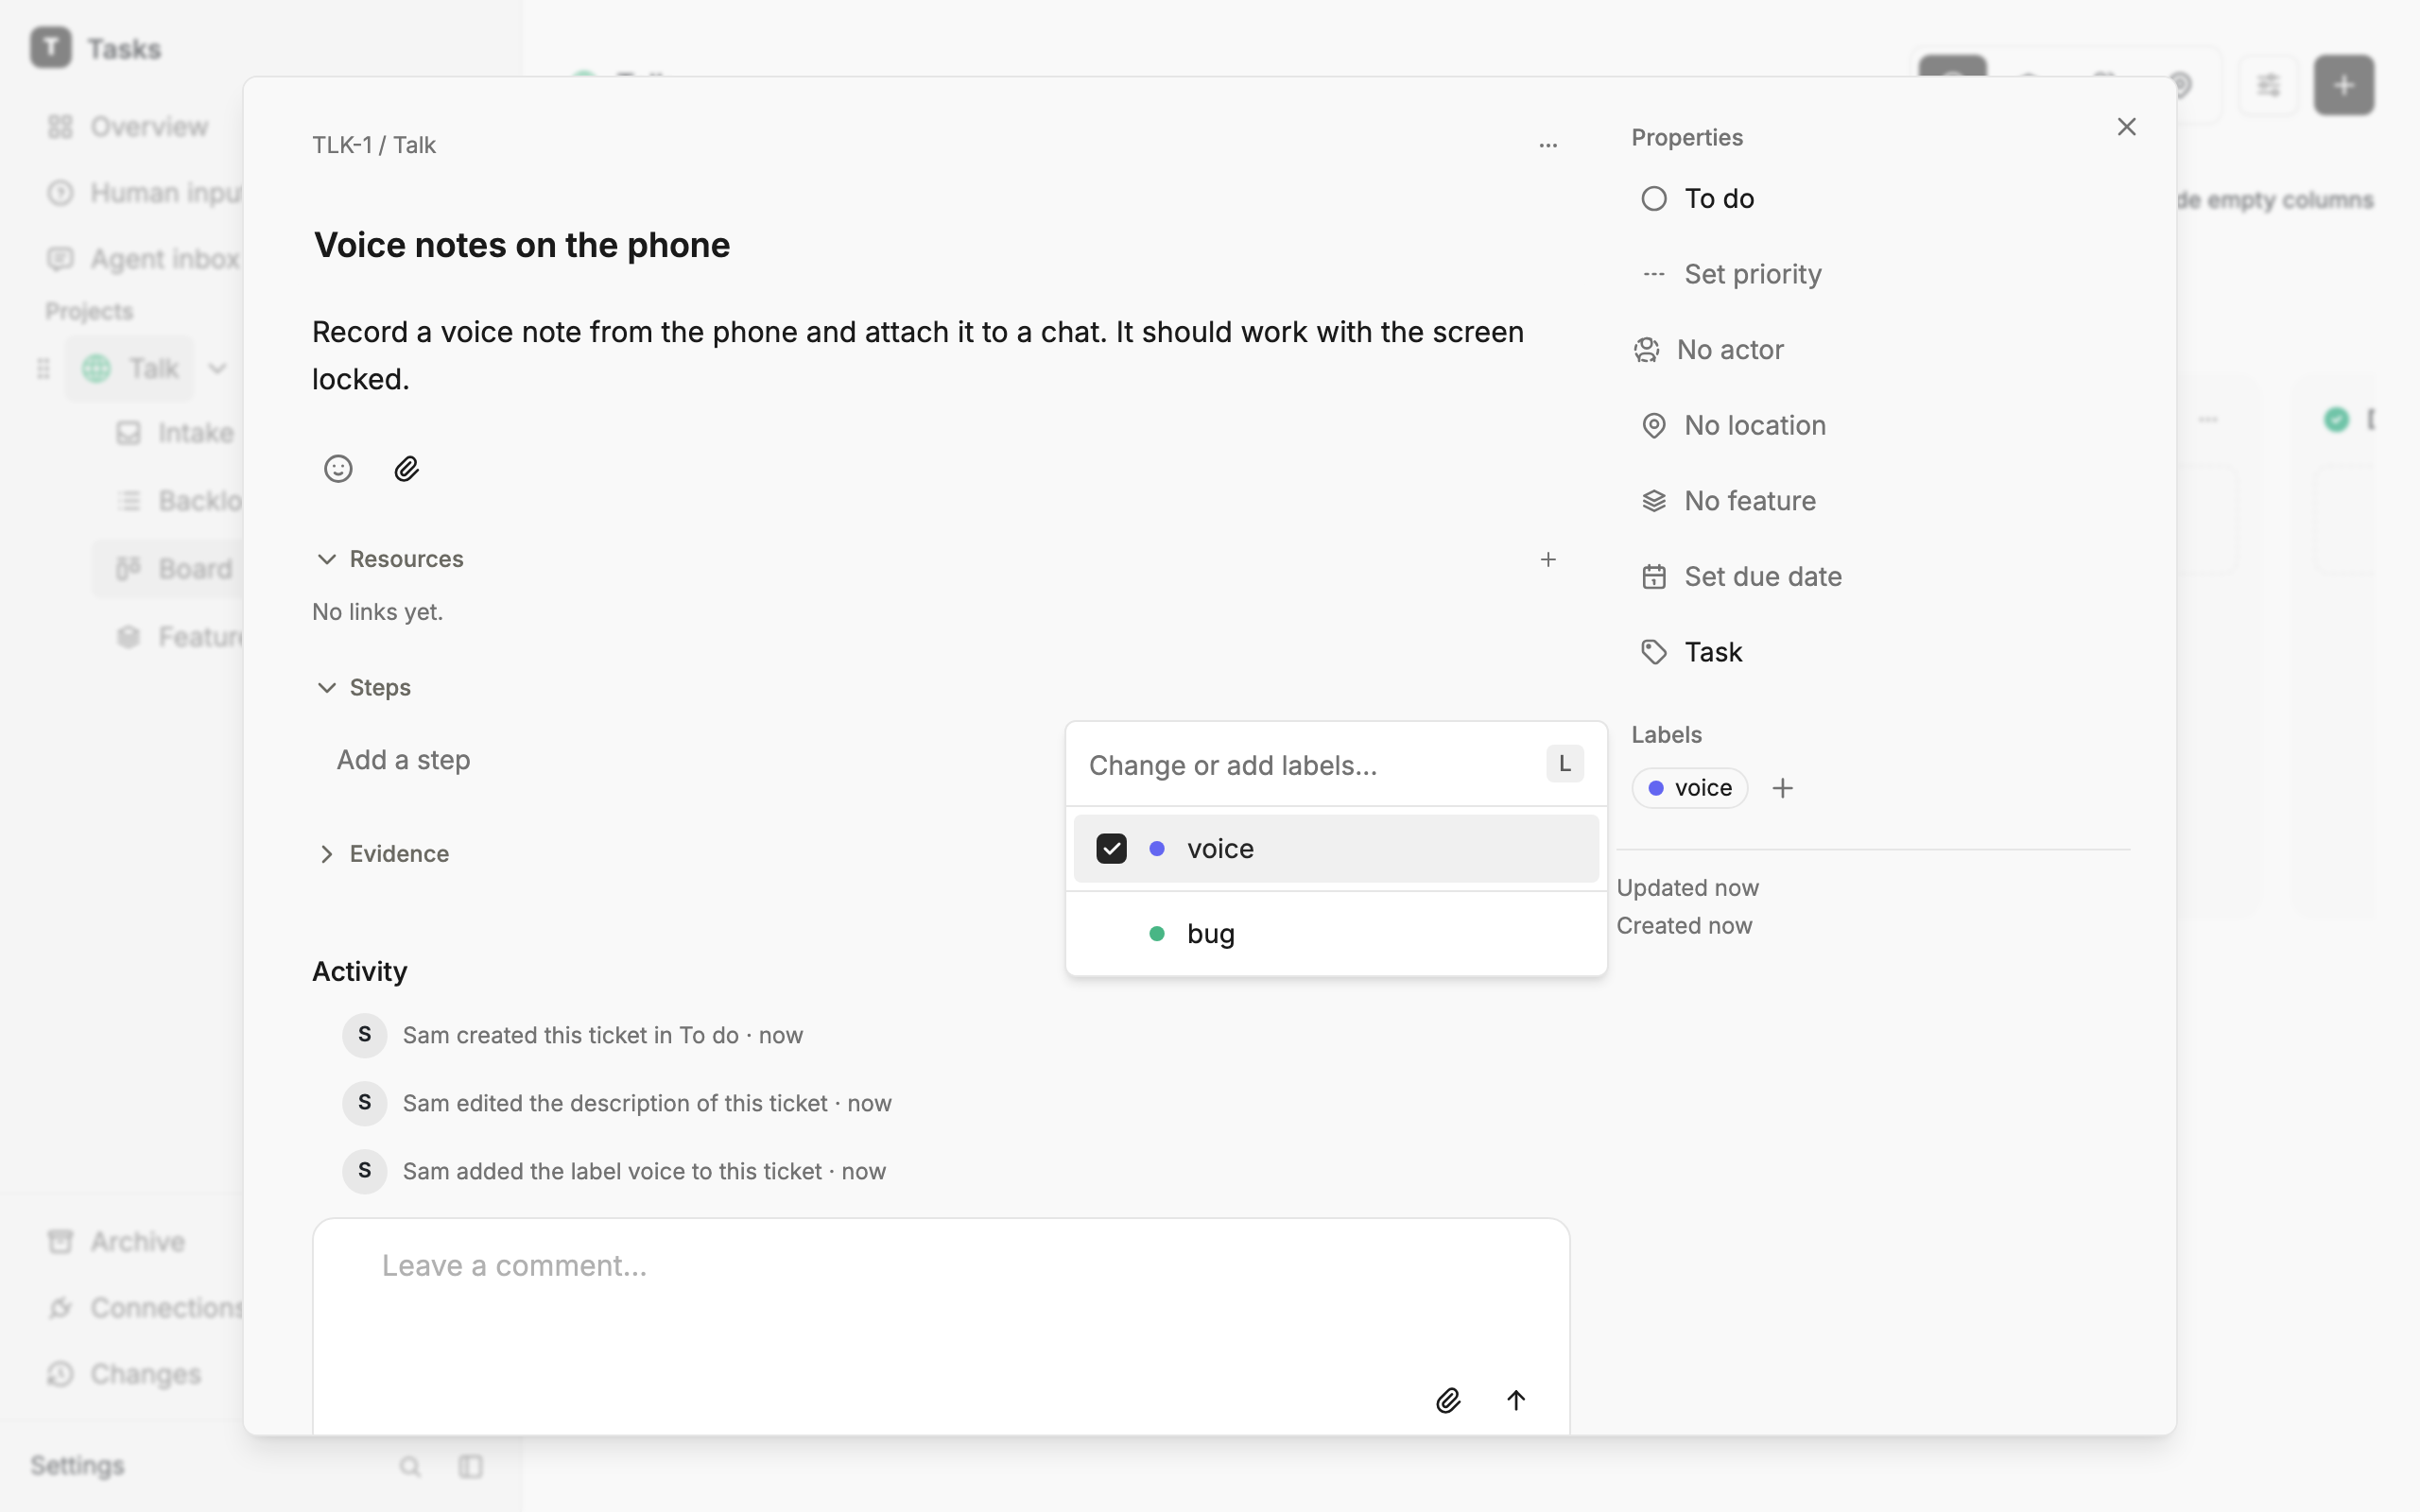 T Tasks
Overview
Human input
Agent inbox
Projects
Talk
Intake
Board
Archive
Connections
Changes
Settings
TLK-1 / Talk
Voice notes on the phone
Record a voice note from the phone and attach it to a chat. It should work with the screen
locked.
Resources
No links yet.
Steps
Add a step
Evidence
Activity
S Sam created this ticket in To do · now
S Sam edited the description of this ticket · now
S Sam added the label voice to this ticket · now
Leave a comment...
Change or add labels... L
voice
bug
Properties
To do
Set priority
No actor
No location
No feature
Set due date
Task
Labels
voice
Updated now
Created now
empty columns